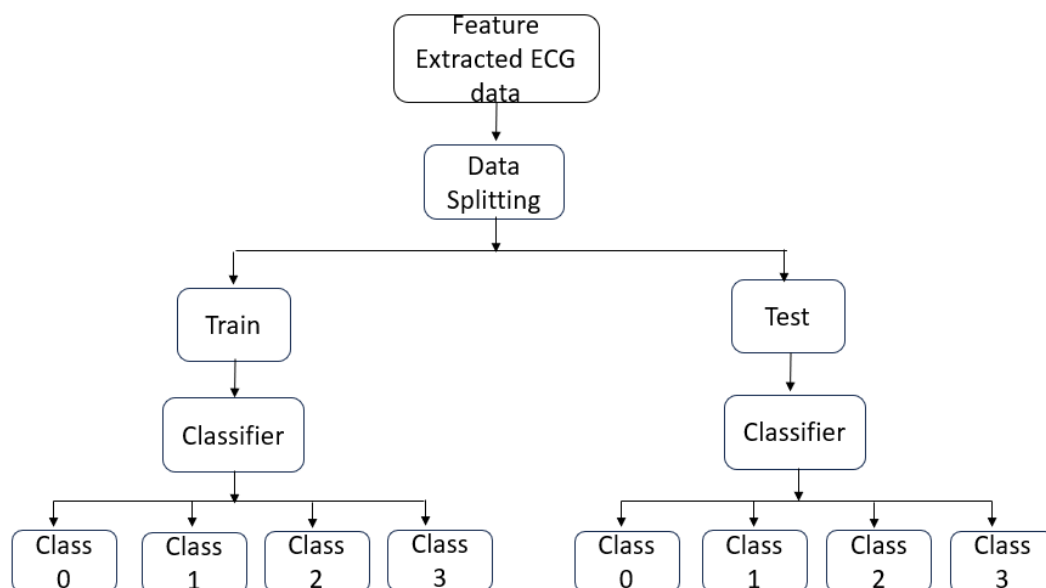 Feature
Extracted ECG
data
Data
Splitting
Train
Test
Classifier
Classifier
Class
0
Class
1
Class
2
Class
3
Class
0
Class
1
Class
2
Class
3